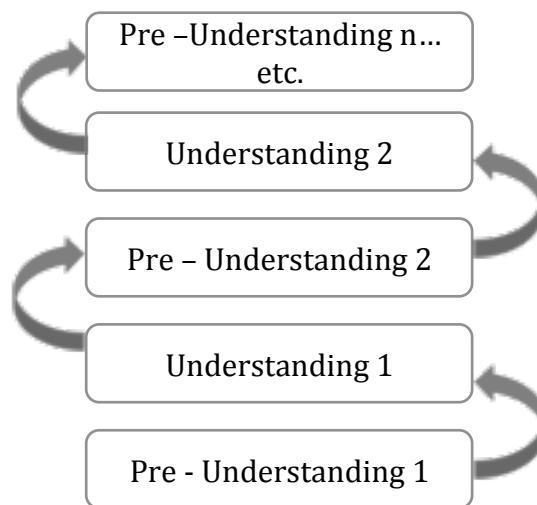 Pre –Understanding n…
etc.
Understanding 2
Pre – Understanding 2
Understanding 1
Pre - Understanding 1